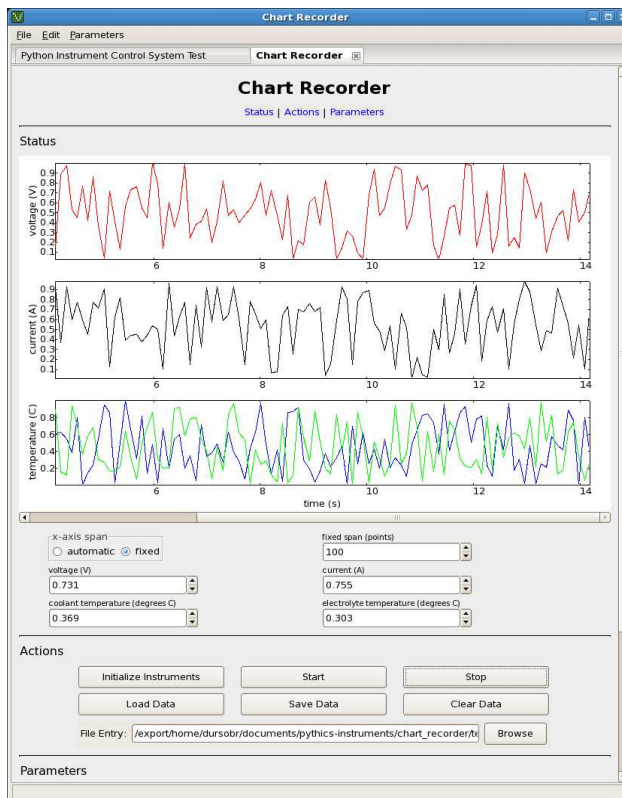 Chart Recorder
File Edit Parameters
Python Instrument Control System Test Chart Recorder
Chart Recorder
Status | Actions | Parameters
Status
voltage (V)
0.9
0.8
0.7
0.6
0.5
0.4
0.3
0.2
0.1
6 8 10 12 14
current (A)
0.9
0.8
0.7
0.6
0.5
0.4
0.3
0.2
0.1
6 8 10 12 14
temperature (C)
0.8
0.6
0.4
0.2
6 8 10 12 14
time (s)
x-axis span
automatic fixed
fixed span (points)
100
voltage (V)
0.731
current (A)
0.755
coolant temperature (degrees C)
0.369
electrolyte temperature (degrees C)
0.303
Actions
Initialize Instruments Start Stop
Load Data Save Data Clear Data
File Entry: /export/home/dursobr/documents/pythics-instruments/chart_recorder/te Browse
Parameters